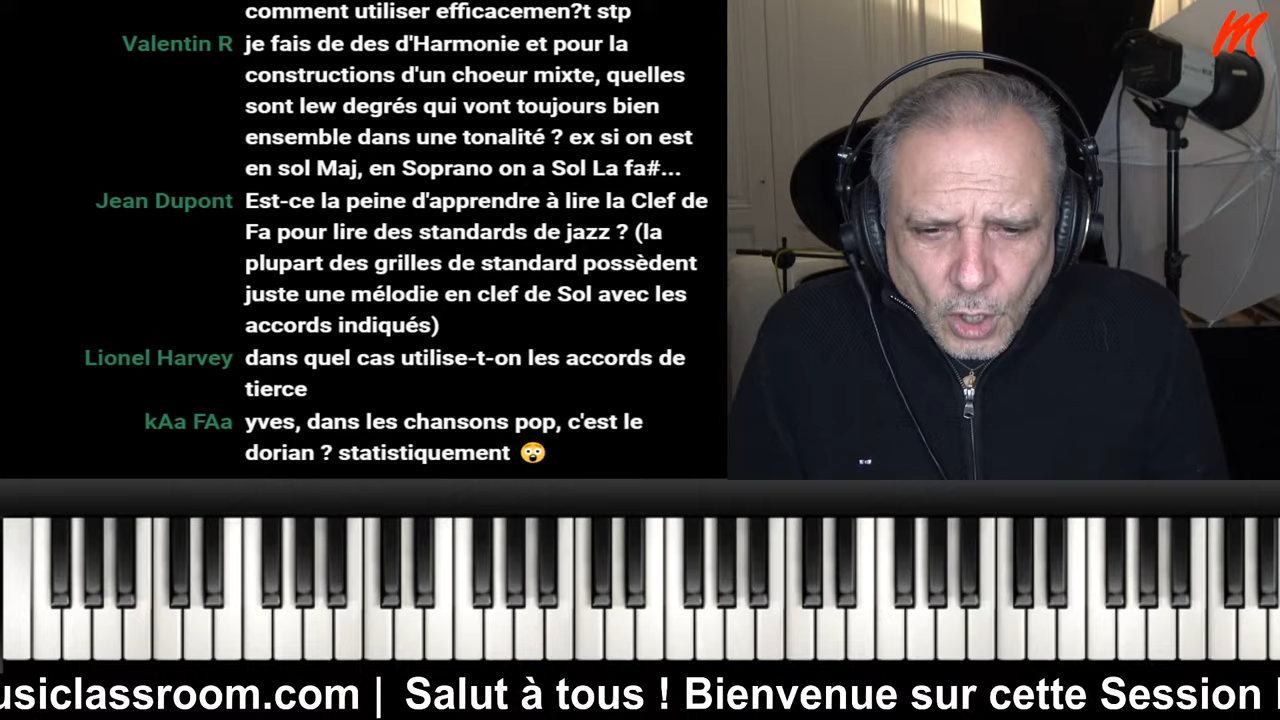 comment utiliser efficacemen?t stp
Valentin R je fais de des d'Harmonie et pour la
constructions d'un choeur mixte, quelles
sont lew degrés qui vont toujours bien
ensemble dans une tonalité ? ex si on est
en sol Maj, en Soprano on a Sol La fa#...
Jean Dupont Est-ce la peine d'apprendre à lire la Clef de
Fa pour lire des standards de jazz ? (la
plupart des grilles de standard possèdent
juste une mélodie en clef de Sol avec les
accords indiqués)
Lionel Harvey dans quel cas utilise-t-on les accords de
tierce
kAa FAa yves, dans les chansons pop, c'est le
dorian ? statistiquement 😲
M
usiclassroom.com | Salut à tous ! Bienvenue sur cette Session